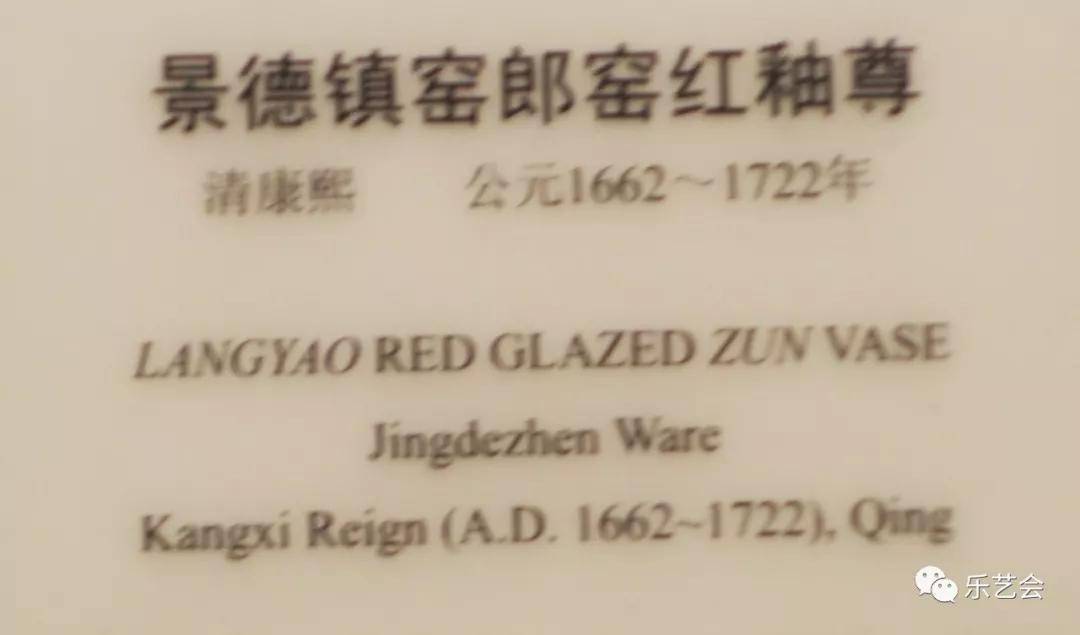 景德镇窑郎窑红釉尊
清康熙 公元1662～1722年
LANGYAO RED GLAZED ZUN VASE
Jingdezhen Ware
Kangxi Reign (A.D. 1662~1722), Qing
乐艺会